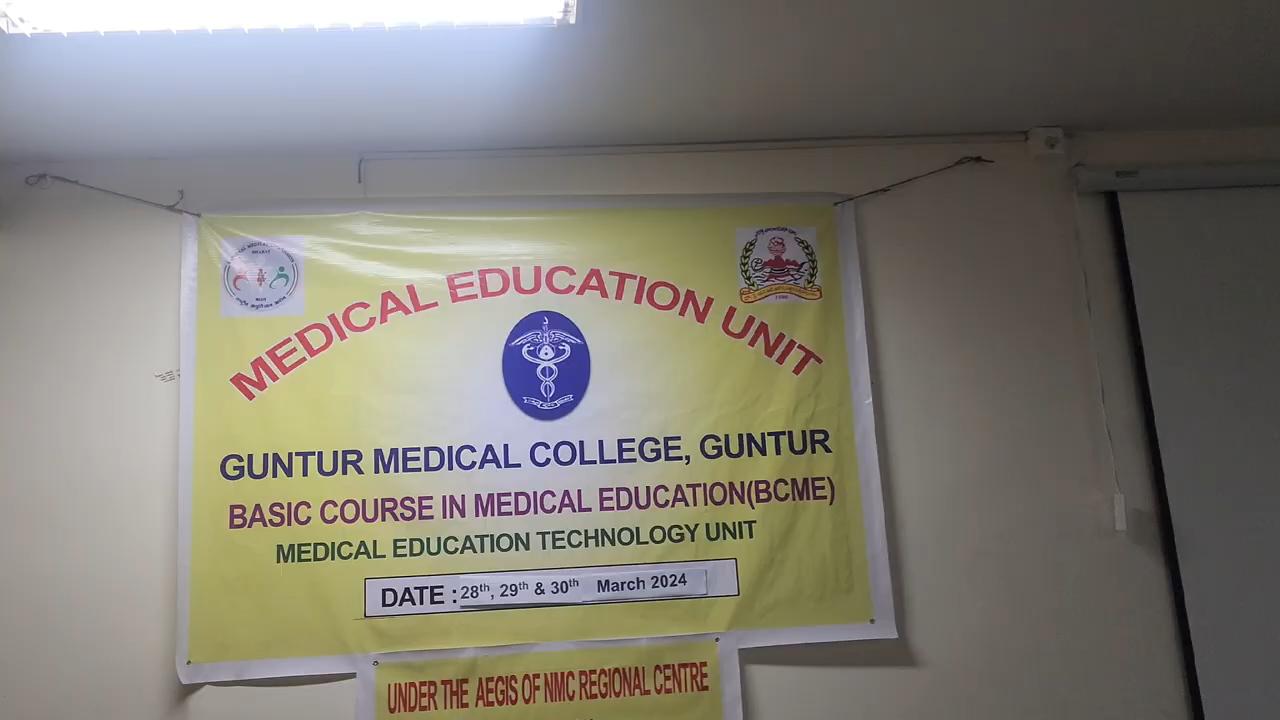 MEDICAL EDUCATION UNIT
GUNTUR MEDICAL COLLEGE, GUNTUR
BASIC COURSE IN MEDICAL EDUCATION(BCME)
MEDICAL EDUCATION TECHNOLOGY UNIT
DATE : 28th, 29th & 30th March 2024
UNDER THE AEGIS OF NMC REGIONAL CENTRE